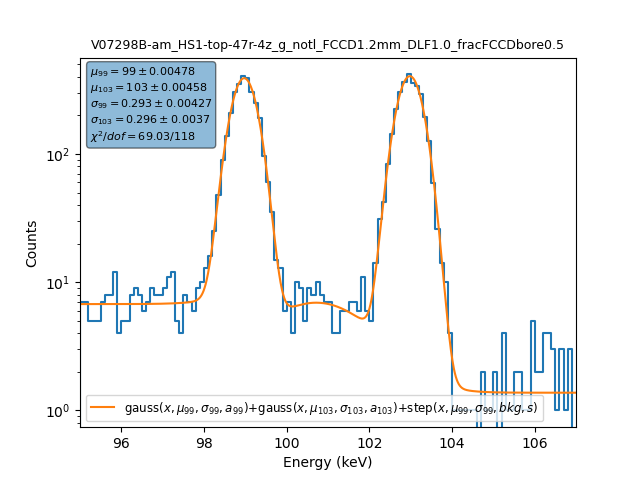 V07298B-am_HS1-top-47r-4z_g_notl_FCCD1.2mm_DLF1.0_fracFCCDbore0.5
μ₉₉ = 99 ± 0.00478
μ₁₀₃ = 103 ± 0.00458
σ₉₉ = 0.293 ± 0.00427
σ₁₀₃ = 0.296 ± 0.0037
χ²/dof = 69.03/118
10²
10¹
10⁰
Counts
gauss(x, μ₉₉, σ₉₉, a₉₉)+gauss(x, μ₁₀₃, σ₁₀₃, a₁₀₃)+step(x, μ₉₉, σ₉₉, bkg, s)
96 98 100 102 104 106
Energy (keV)